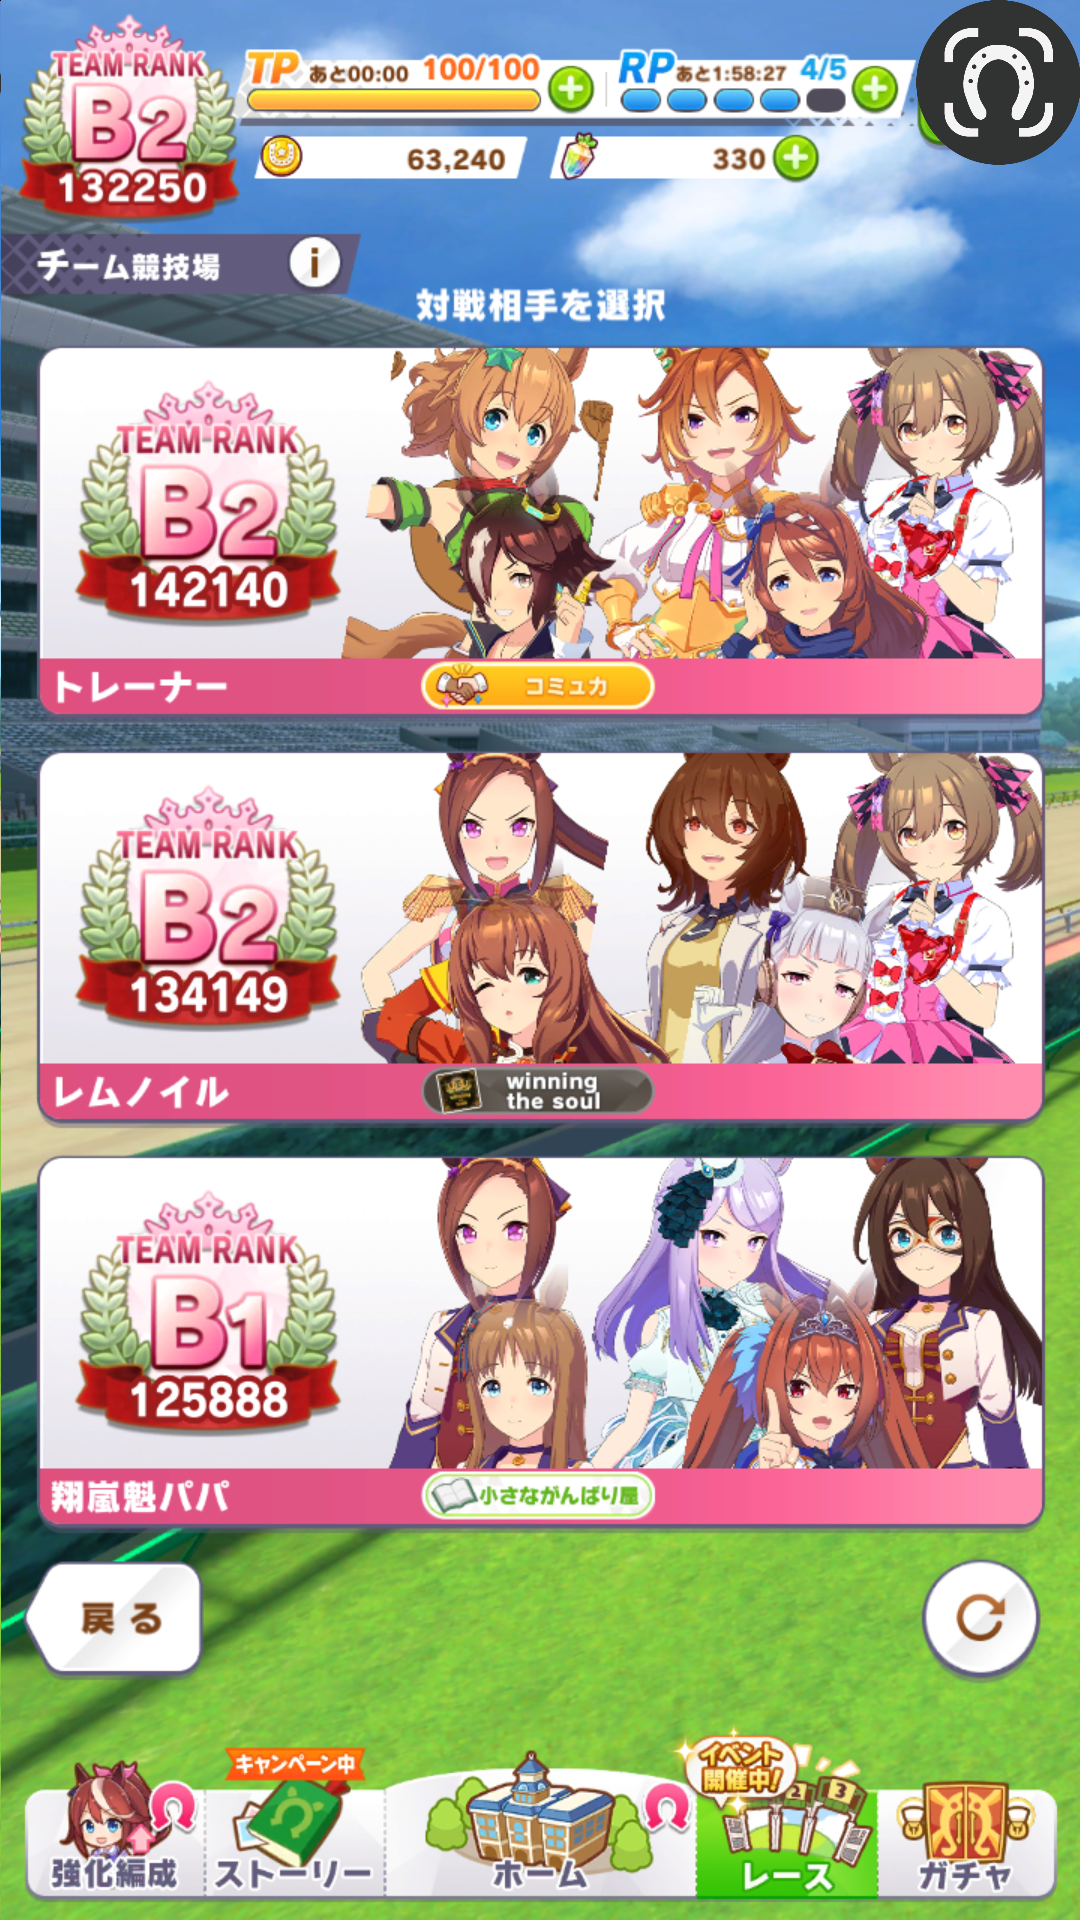 TEAM RANK
B2
132250
TP あと00:00 100/100
RP あと1:58:27 4/5
63,240
330
チーム競技場
i
対戦相手を選択
TEAM RANK
B2
142140
トレーナー
コミュカ
TEAM RANK
B2
134149
レムノイル
winning
the soul
TEAM RANK
B1
125888
翔嵐魁パパ
小さながんばり屋
戻る
キャンペーン中
イベント
開催中!
2
3
強化編成
ストーリー
ホーム
レース
ガチャ